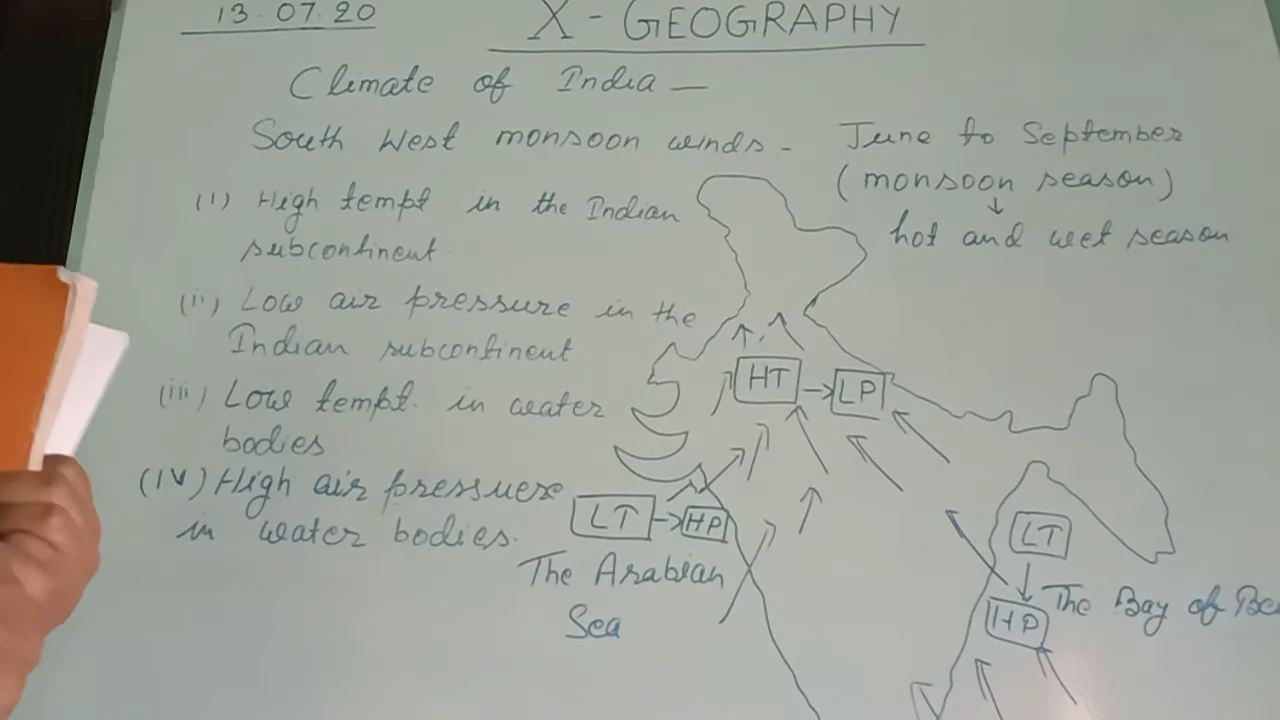 13.07.20
X - GEOGRAPHY
Climate of India —
South West monsoon winds - June to September
(monsoon season)
↓
hot and wet season
(i) High tempt in the Indian
subcontinent
(ii) Low air pressure in the
Indian subcontinent
(iii) Low tempt. in water
bodies
(iv) High air pressuere
in water bodies.
HT → LP
LT → HP
The Arabian
Sea
LT
↓
HP
The Bay of